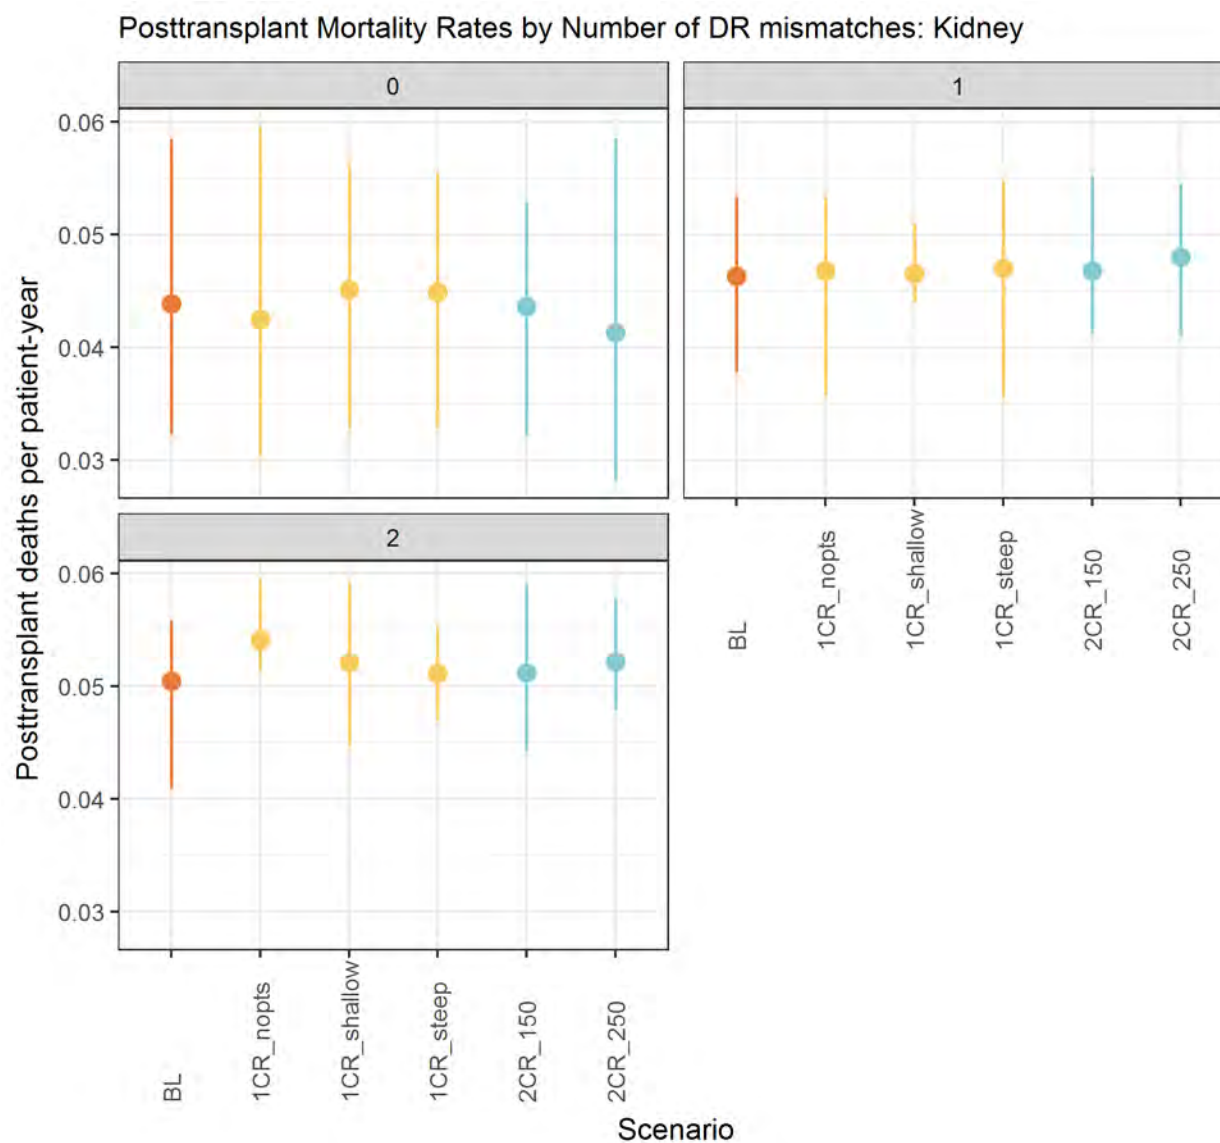 Posttransplant Mortality Rates by Number of DR mismatches: Kidney
0
1
0.06
0.05
0.04
0.03
BL
1CR_nopts
1CR_shallow
1CR_steep
2CR_150
2CR_250
2
0.06
0.05
0.04
0.03
BL
1CR_nopts
1CR_shallow
1CR_steep
2CR_150
2CR_250
Posttransplant deaths per patient-year
Scenario